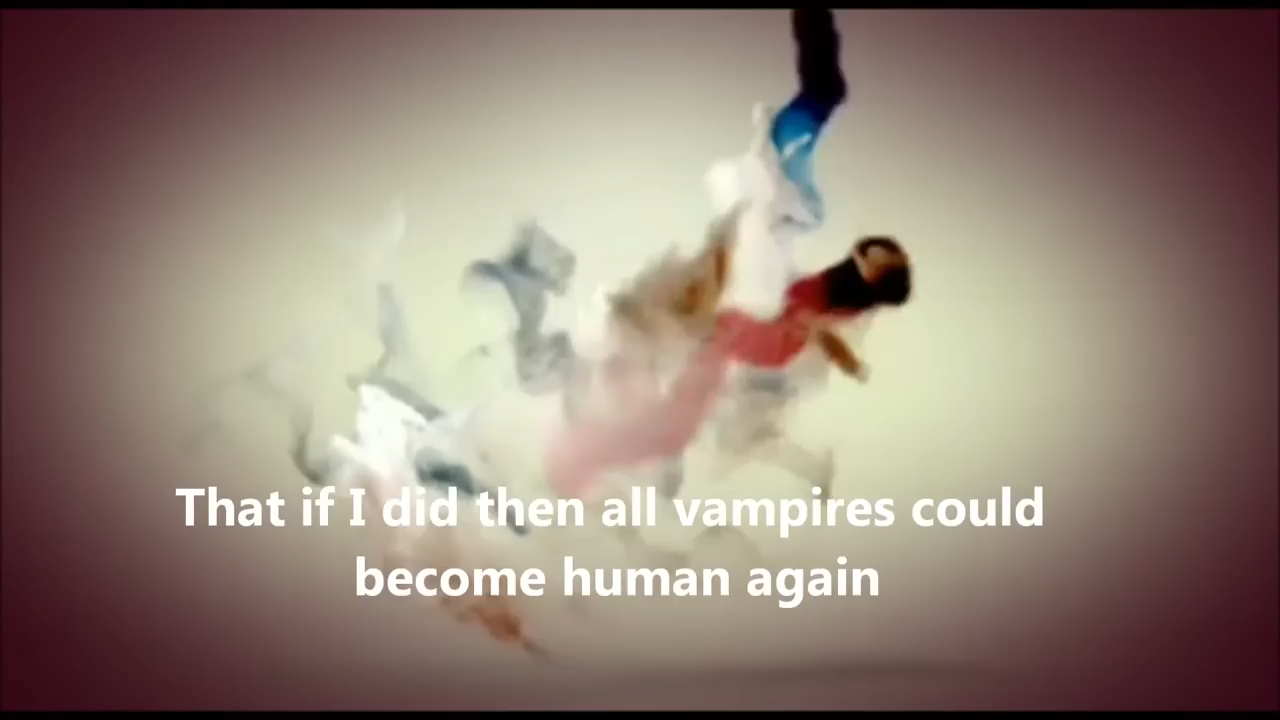 That if I did then all vampires could
become human again